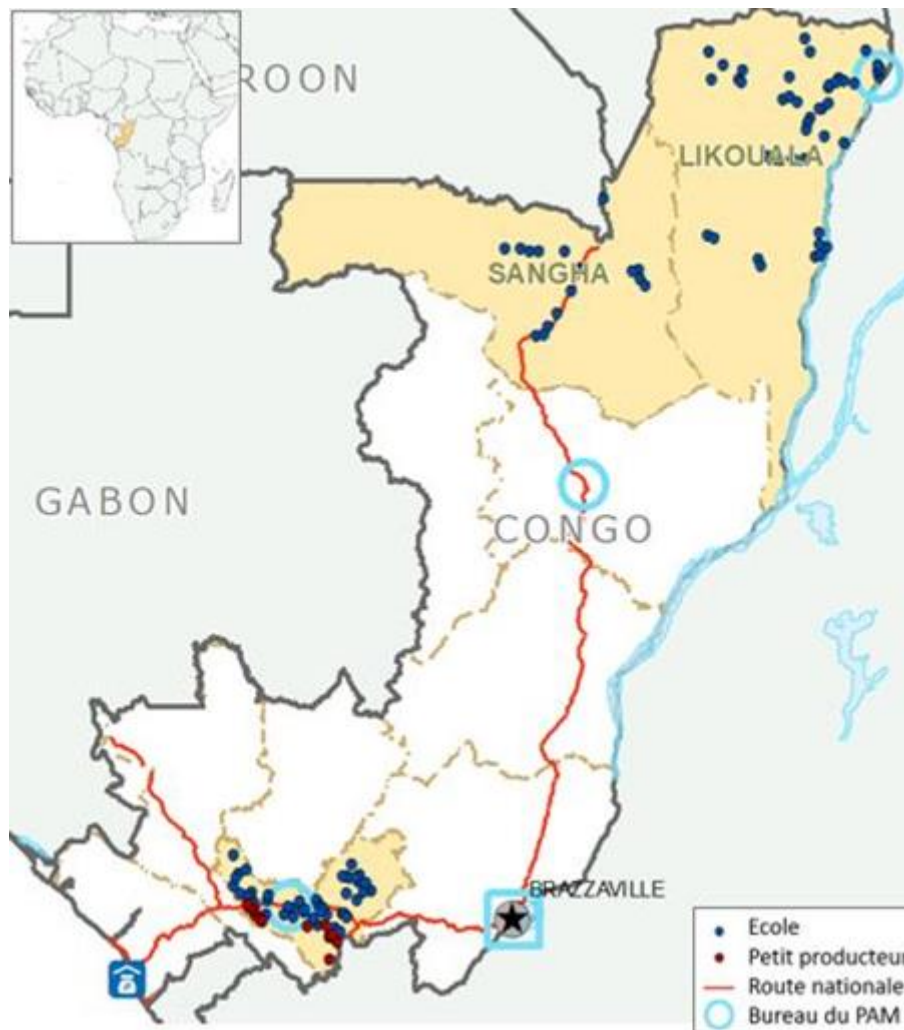 ROON
LIKOUALA
SANGHA
GABON
CONGO
BRAZZAVILLE
Ecole
Petit producteur
Route nationale
Bureau du PAM